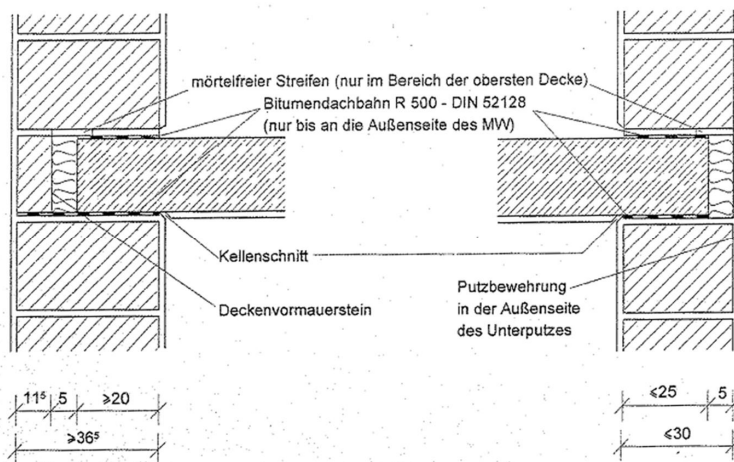 mörtelfreier Streifen (nur im Bereich der obersten Decke)
Bitumendachbahn R 500 - DIN 52128
(nur bis an die Außenseite des MW)
Kellenschnitt
Deckenvormauerstein
Putzbewehrung
in der Außenseite
des Unterputzes
11⁵ 5 ⩾20
⩾36⁵
⩽25 5
⩽30